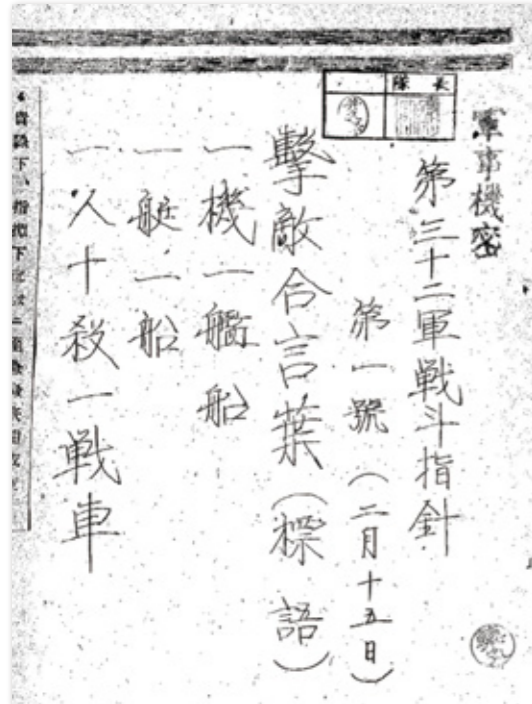 軍事機密
第三十二軍戦斗指針
第一號(二月十五日)
撃敵合言葉(標語)
一機一艦船
一艇一船
一人十殺一戦車
隊長